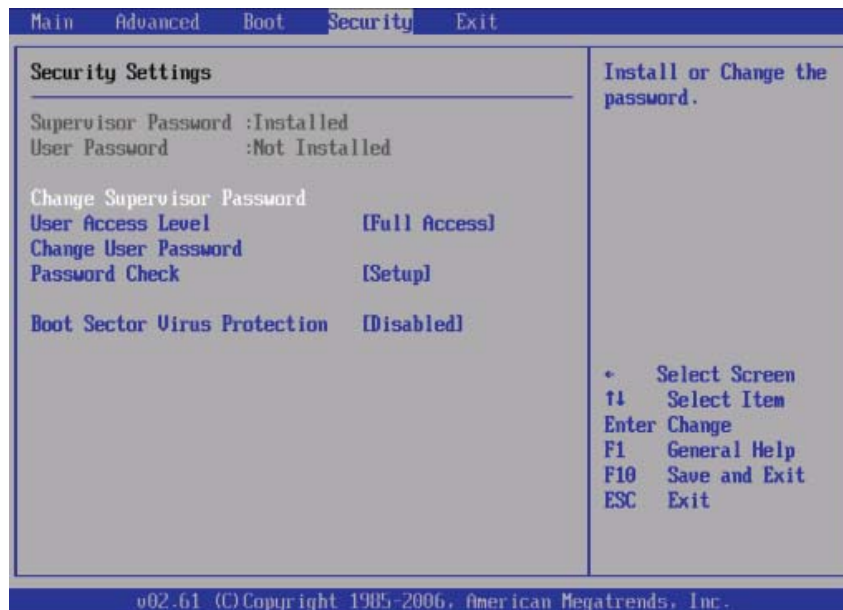 Main Advanced Boot Security Exit
Security Settings
Supervisor Password :Installed
User Password :Not Installed
Change Supervisor Password
User Access Level [Full Access]
Change User Password
Password Check [Setup]
Boot Sector Virus Protection [Disabled]
Install or Change the
password.
← Select Screen
↑↓ Select Item
Enter Change
F1 General Help
F10 Save and Exit
ESC Exit
v02.61 (C)Copyright 1985-2006, American Megatrends, Inc.